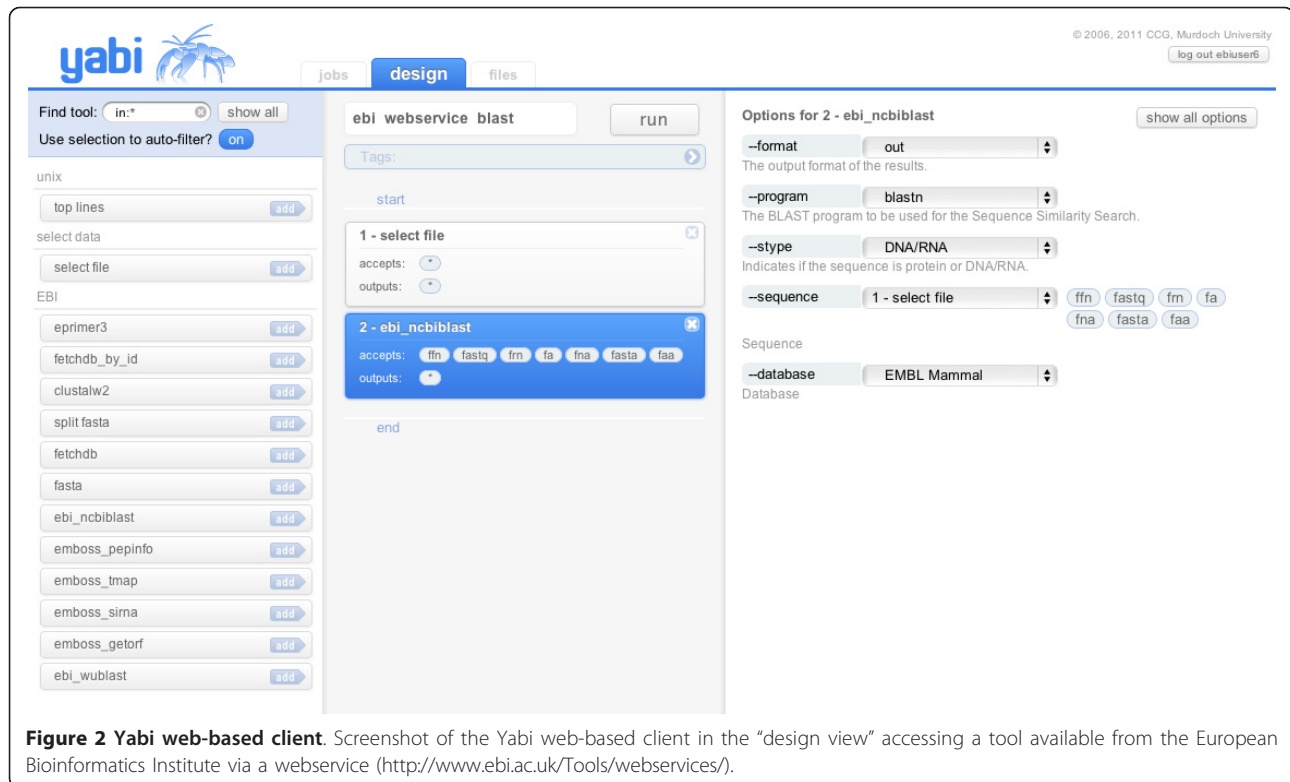 yabi
jobs
design
files
© 2006, 2011 CCG, Murdoch University
log out ebiuser6
Find tool: in:* show all
Use selection to auto-filter? on
unix
top lines add
select data
select file add
EBI
eprimer3 add
fetchdb_by_id add
clustalw2 add
split fasta add
fetchdb add
fasta add
ebi_ncbiblast add
emboss_pepinfo add
emboss_tmap add
emboss_sirna add
emboss_getorf add
ebi_wublast add
ebi webservice blast run
Tags:
start
1 - select file
accepts: *
outputs: *
2 - ebi_ncbiblast
accepts: ffn fastq frn fa fna fasta faa
outputs: *
end
Options for 2 - ebi_ncbiblast show all options
--format out
The output format of the results.
--program blastn
The BLAST program to be used for the Sequence Similarity Search.
--stype DNA/RNA
Indicates if the sequence is protein or DNA/RNA.
--sequence 1 - select file ffn fastq frn fa
fna fasta faa
Sequence
--database EMBL Mammal
Database
Figure 2 Yabi web-based client. Screenshot of the Yabi web-based client in the “design view” accessing a tool available from the European
Bioinformatics Institute via a webservice (http://www.ebi.ac.uk/Tools/webservices/).